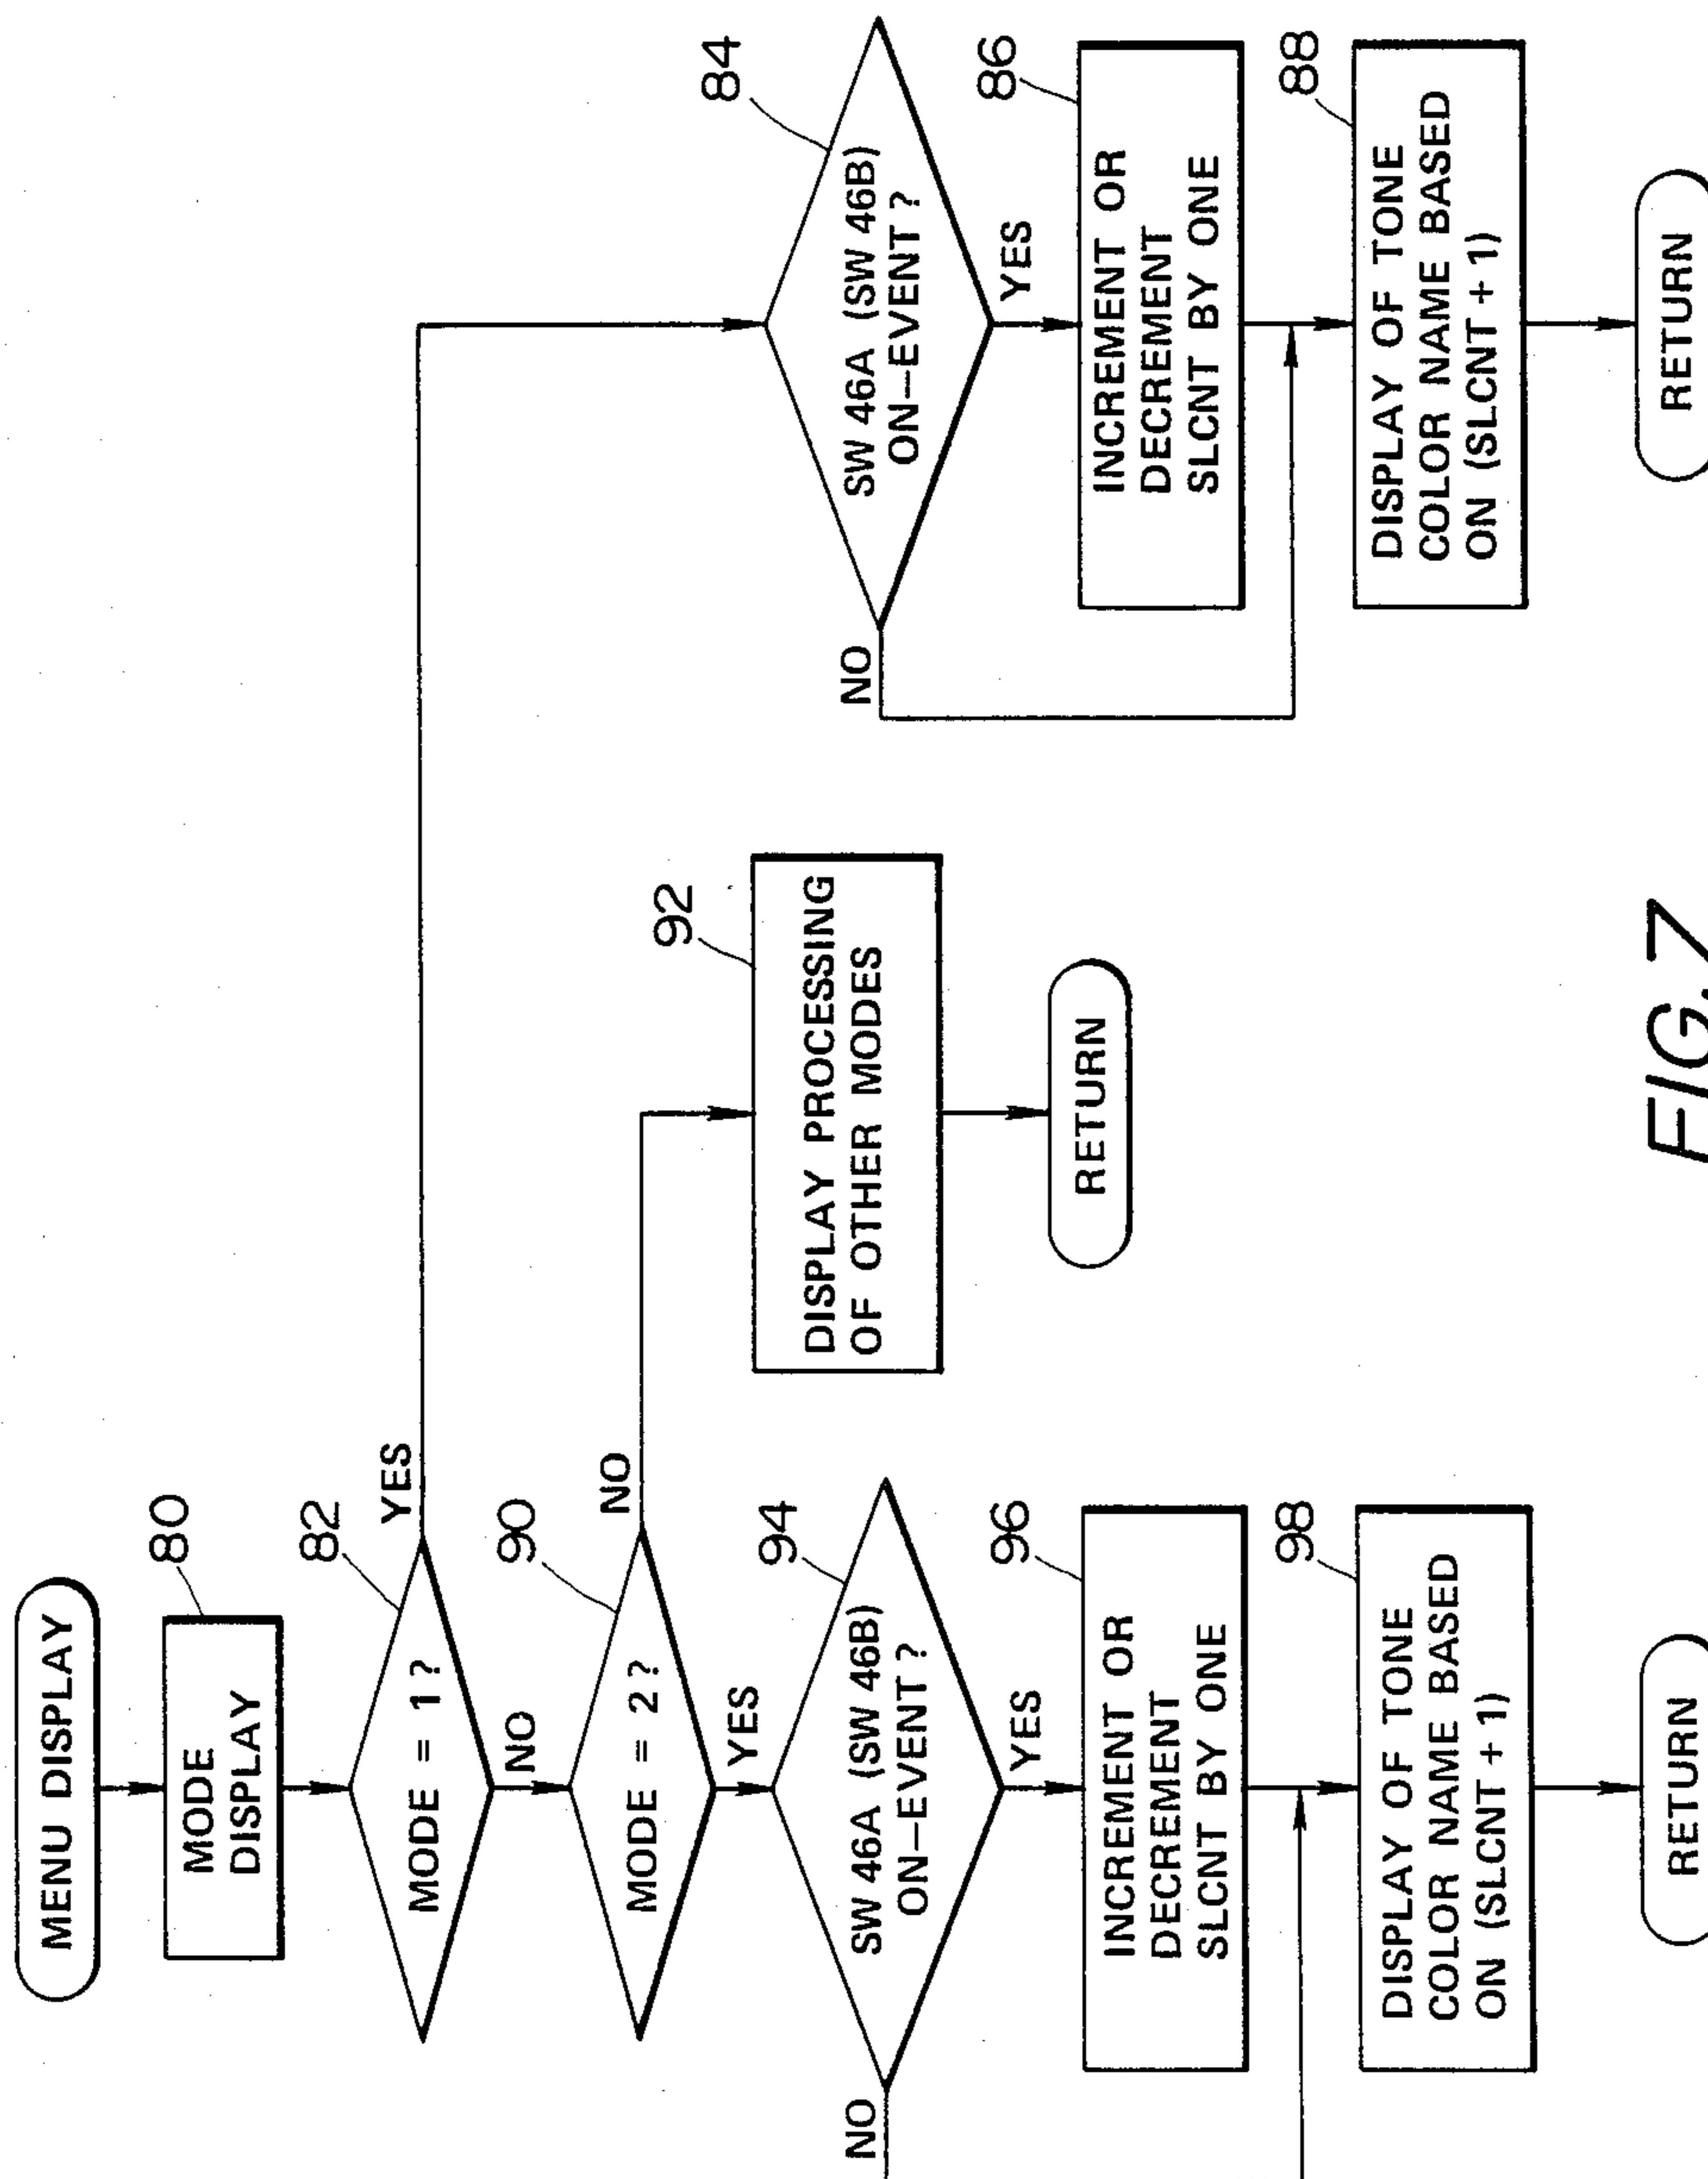 MENU DISPLAY
80
MODE
DISPLAY
82
MODE = 1?
YES
NO
90
MODE = 2?
NO
YES
94
SW 46A (SW 46B)
ON-EVENT?
NO
YES
96
INCREMENT OR
DECREMENT
SLCNT BY ONE
98
DISPLAY OF TONE
COLOR NAME BASED
ON (SLCNT + 1)
RETURN
92
DISPLAY PROCESSING
OF OTHER MODES
RETURN
84
SW 46A (SW 46B)
ON-EVENT?
NO
YES
86
INCREMENT OR
DECREMENT
SLCNT BY ONE
88
DISPLAY OF TONE
COLOR NAME BASED
ON (SLCNT + 1)
RETURN
FIG.7